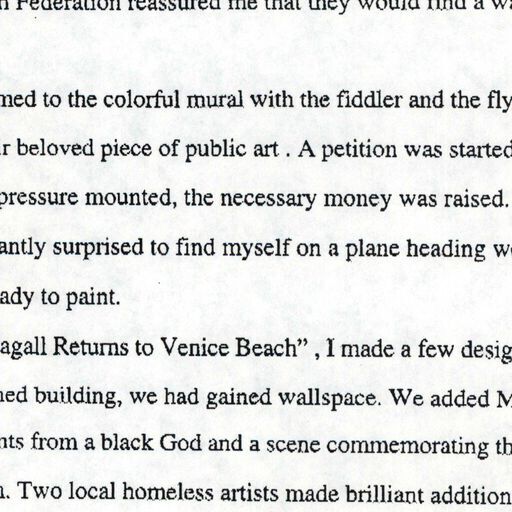 n Federation reassured me that they would find a wa
med to the colorful mural with the fiddler and the fly
r beloved piece of public art . A petition was started
pressure mounted, the necessary money was raised.
antly surprised to find myself on a plane heading we
ady to paint.
agall Returns to Venice Beach” , I made a few desig
ned building, we had gained wallspace. We added M
nts from a black God and a scene commemorating th
n. Two local homeless artists made brilliant addition